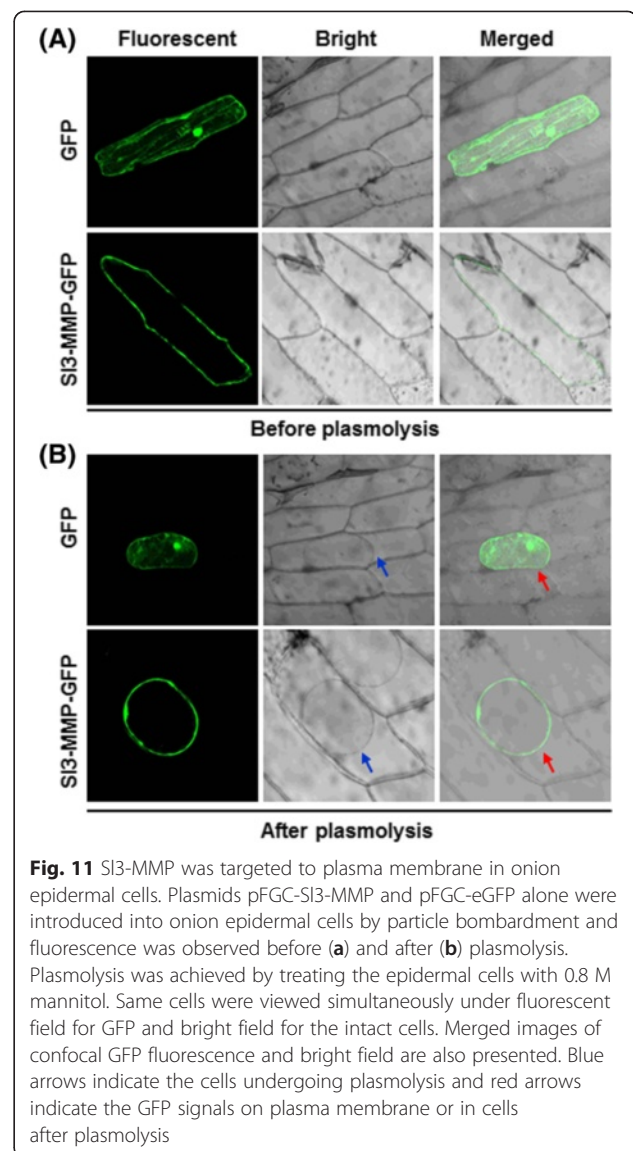 (A)
Fluorescent Bright Merged
GFP
Sl3-MMP-GFP
Before plasmolysis
(B)
GFP
Sl3-MMP-GFP
After plasmolysis
Fig. 11 Sl3-MMP was targeted to plasma membrane in onion
epidermal cells. Plasmids pFGC-Sl3-MMP and pFGC-eGFP alone were
introduced into onion epidermal cells by particle bombardment and
fluorescence was observed before (a) and after (b) plasmolysis.
Plasmolysis was achieved by treating the epidermal cells with 0.8 M
mannitol. Same cells were viewed simultaneously under fluorescent
field for GFP and bright field for the intact cells. Merged images of
confocal GFP fluorescence and bright field are also presented. Blue
arrows indicate the cells undergoing plasmolysis and red arrows
indicate the GFP signals on plasma membrane or in cells
after plasmolysis